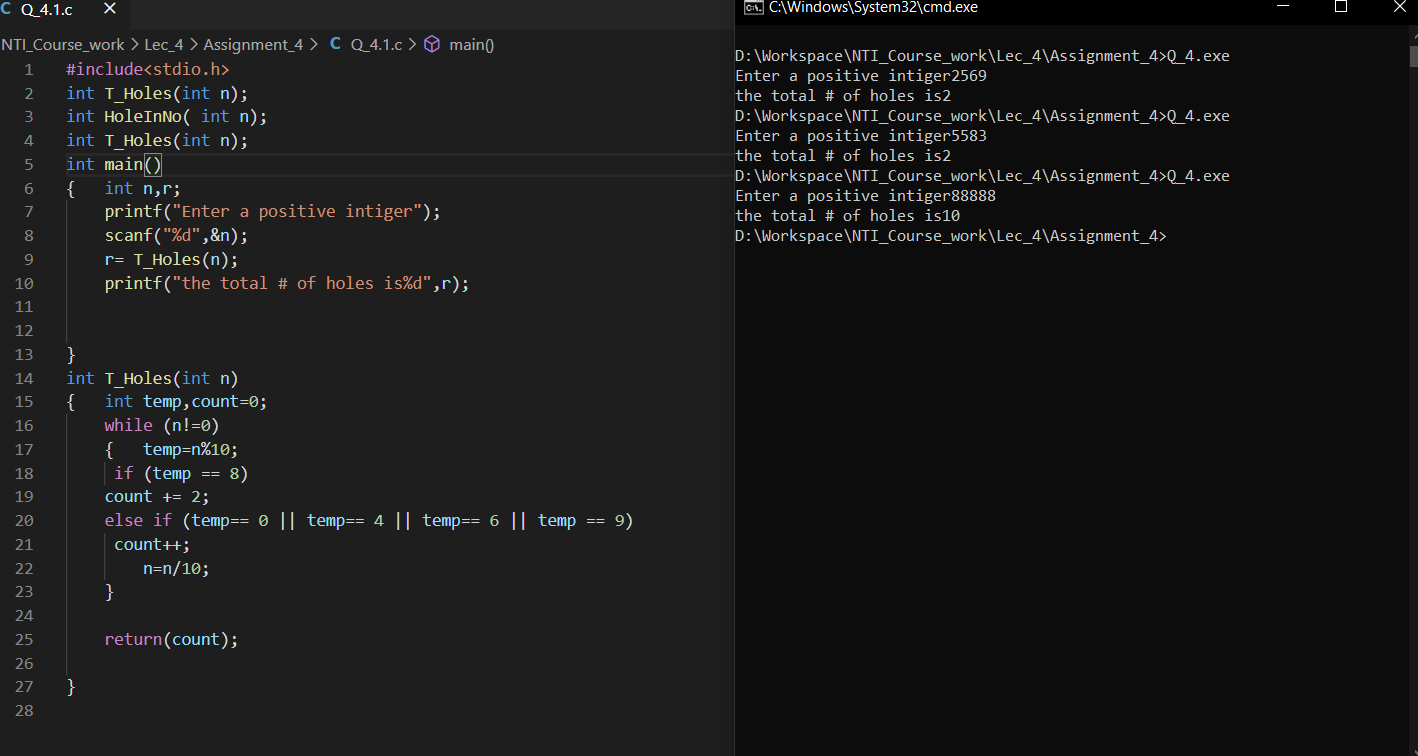 Q_4.1.c
NTI_Course_work > Lec_4 > Assignment_4 > C Q_4.1.c > main()
1 #include<stdio.h>
2 int T_Holes(int n);
3 int HoleInNo( int n);
4 int T_Holes(int n);
5 int main()
6 {   int n,r;
7     printf("Enter a positive intiger");
8     scanf("%d",&n);
9     r= T_Holes(n);
10     printf("the total # of holes is%d",r);
11
12
13 }
14 int T_Holes(int n)
15 {   int temp,count=0;
16     while (n!=0)
17     {   temp=n%10;
18      if (temp == 8)
19     count += 2;
20     else if (temp== 0 || temp== 4 || temp== 6 || temp == 9)
21      count++;
22         n=n/10;
23     }
24
25     return(count);
26
27 }
28
C:\Windows\System32\cmd.exe
D:\Workspace\NTI_Course_work\Lec_4\Assignment_4>Q_4.exe
Enter a positive intiger2569
the total # of holes is2
D:\Workspace\NTI_Course_work\Lec_4\Assignment_4>Q_4.exe
Enter a positive intiger5583
the total # of holes is2
D:\Workspace\NTI_Course_work\Lec_4\Assignment_4>Q_4.exe
Enter a positive intiger88888
the total # of holes is10
D:\Workspace\NTI_Course_work\Lec_4\Assignment_4>